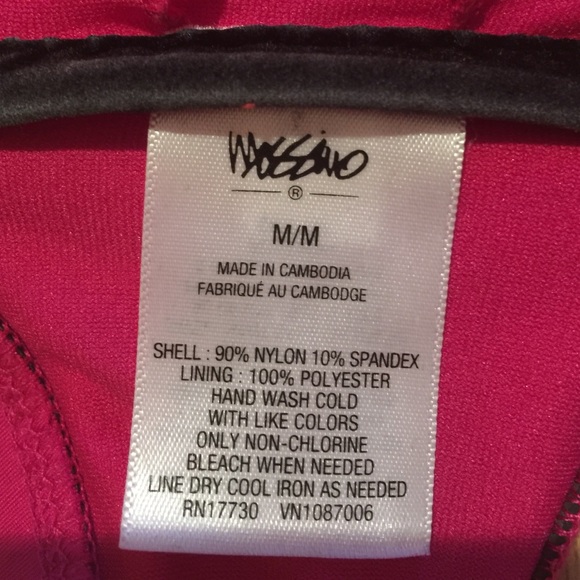 Mossimo
®
M/M
MADE IN CAMBODIA
FABRIQUÉ AU CAMBODGE
SHELL : 90% NYLON 10% SPANDEX
LINING : 100% POLYESTER
HAND WASH COLD
WITH LIKE COLORS
ONLY NON-CHLORINE
BLEACH WHEN NEEDED
LINE DRY COOL IRON AS NEEDED
RN17730 VN1087006